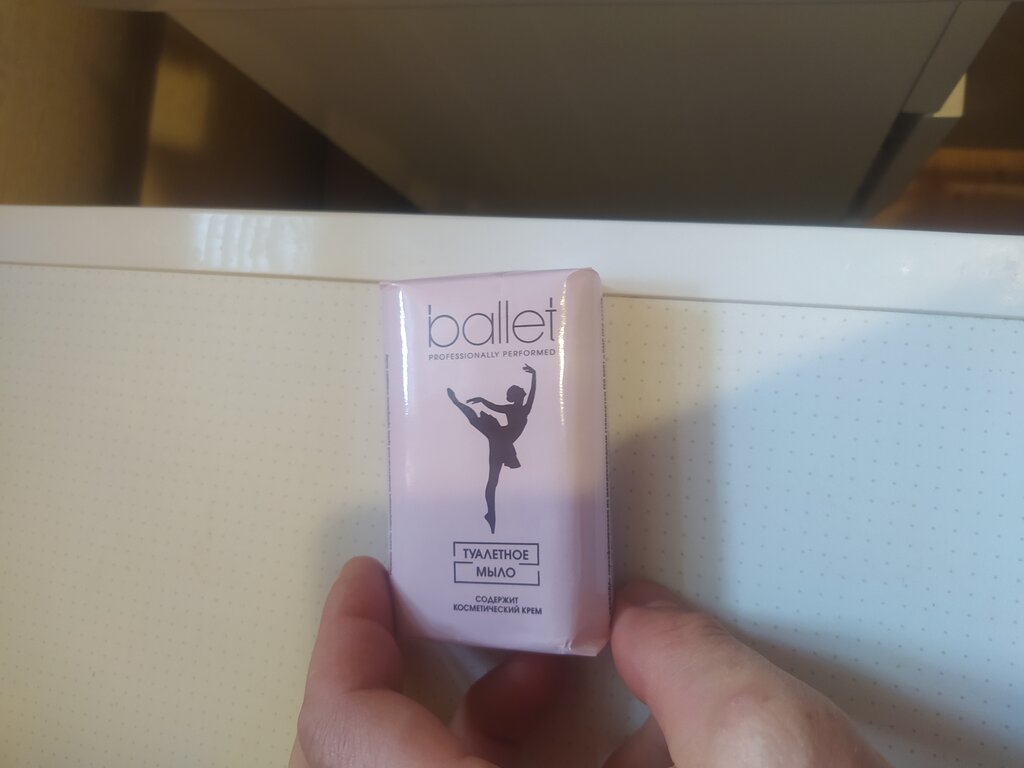 ballet
PROFESSIONALLY PERFORMED
ТУАЛЕТНОЕ
МЫЛО
СОДЕРЖИТ
КОСМЕТИЧЕСКИЙ КРЕМ